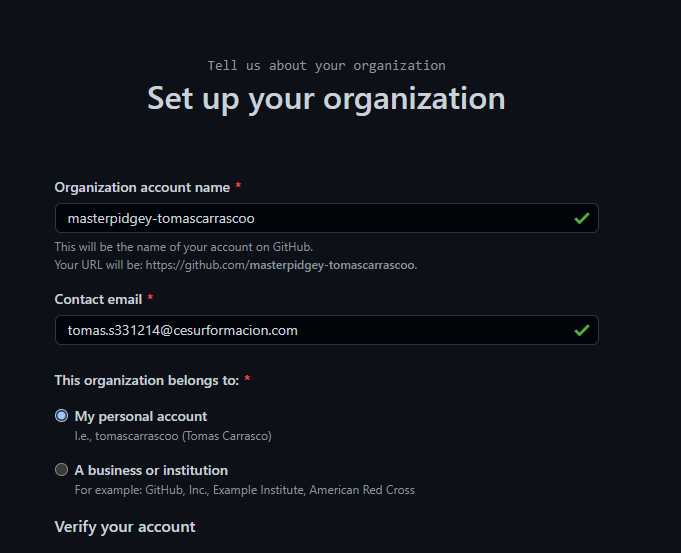 Tell us about your organization
Set up your organization
Organization account name *
masterpidgey-tomascarrascoo
This will be the name of your account on GitHub.
Your URL will be: https://github.com/masterpidgey-tomascarrascoo.
Contact email *
tomas.s331214@cesurformacion.com
This organization belongs to: *
My personal account
I.e., tomascarrascoo (Tomas Carrasco)
A business or institution
For example: GitHub, Inc., Example Institute, American Red Cross
Verify your account